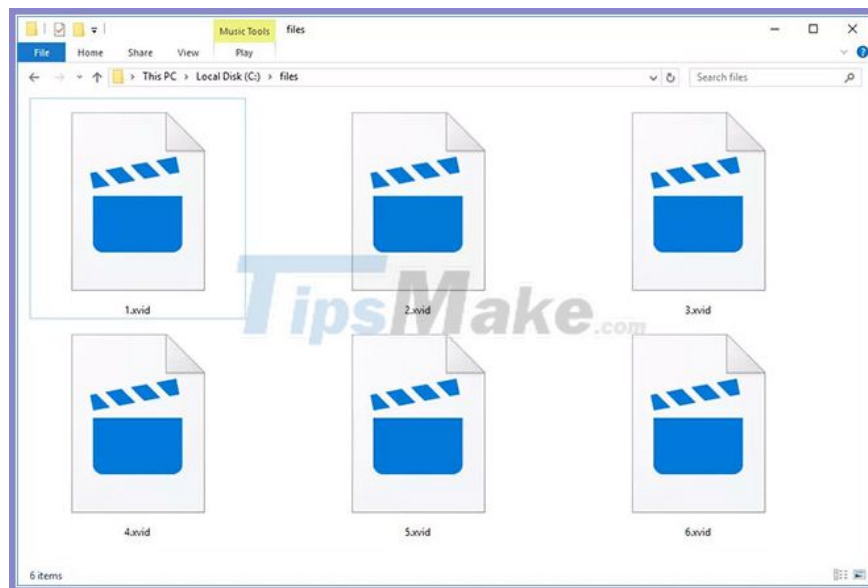 Music Tools files
File Home Share View Play
This PC > Local Disk (C:) > files
Search files
1.xvid 2.xvid 3.xvid
TipsMake.com
4.xvid 5.xvid 6.xvid
6 items